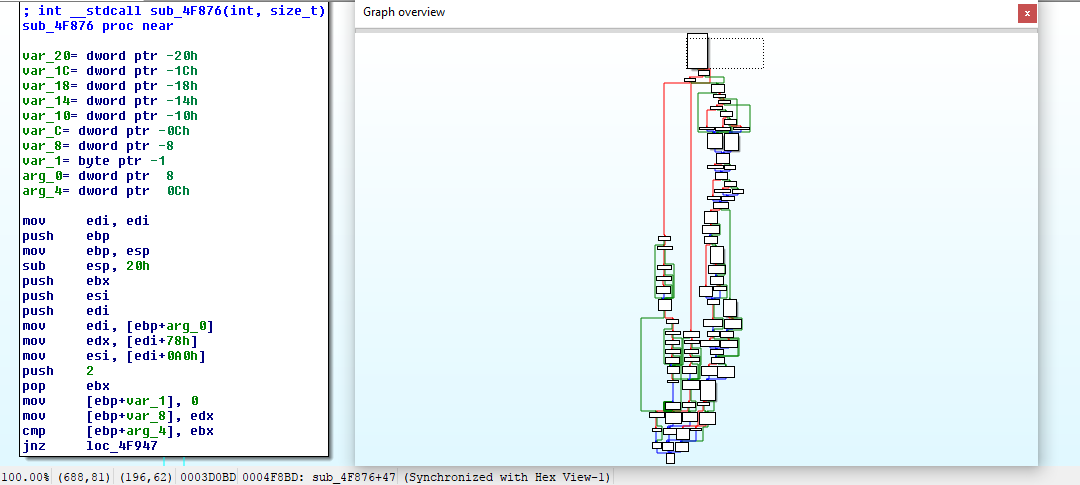 ; int __stdcall sub_4F876(int, size_t)
sub_4F876 proc near
var_20= dword ptr -20h
var_1C= dword ptr -1Ch
var_18= dword ptr -18h
var_14= dword ptr -14h
var_10= dword ptr -10h
var_C= dword ptr -0Ch
var_8= dword ptr -8
var_1= byte ptr -1
arg_0= dword ptr  8
arg_4= dword ptr  0Ch
mov     edi, edi
push    ebp
mov     ebp, esp
sub     esp, 20h
push    ebx
push    esi
push    edi
mov     edi, [ebp+arg_0]
mov     edx, [edi+78h]
mov     esi, [edi+0A0h]
push    2
pop     ebx
mov     [ebp+var_1], 0
mov     [ebp+var_8], edx
cmp     [ebp+arg_4], ebx
jnz     loc_4F947
Graph overview
x
100.00% (688,81) (196,62) 0003D0BD 0004F8BD: sub_4F876+47 (Synchronized with Hex View-1)